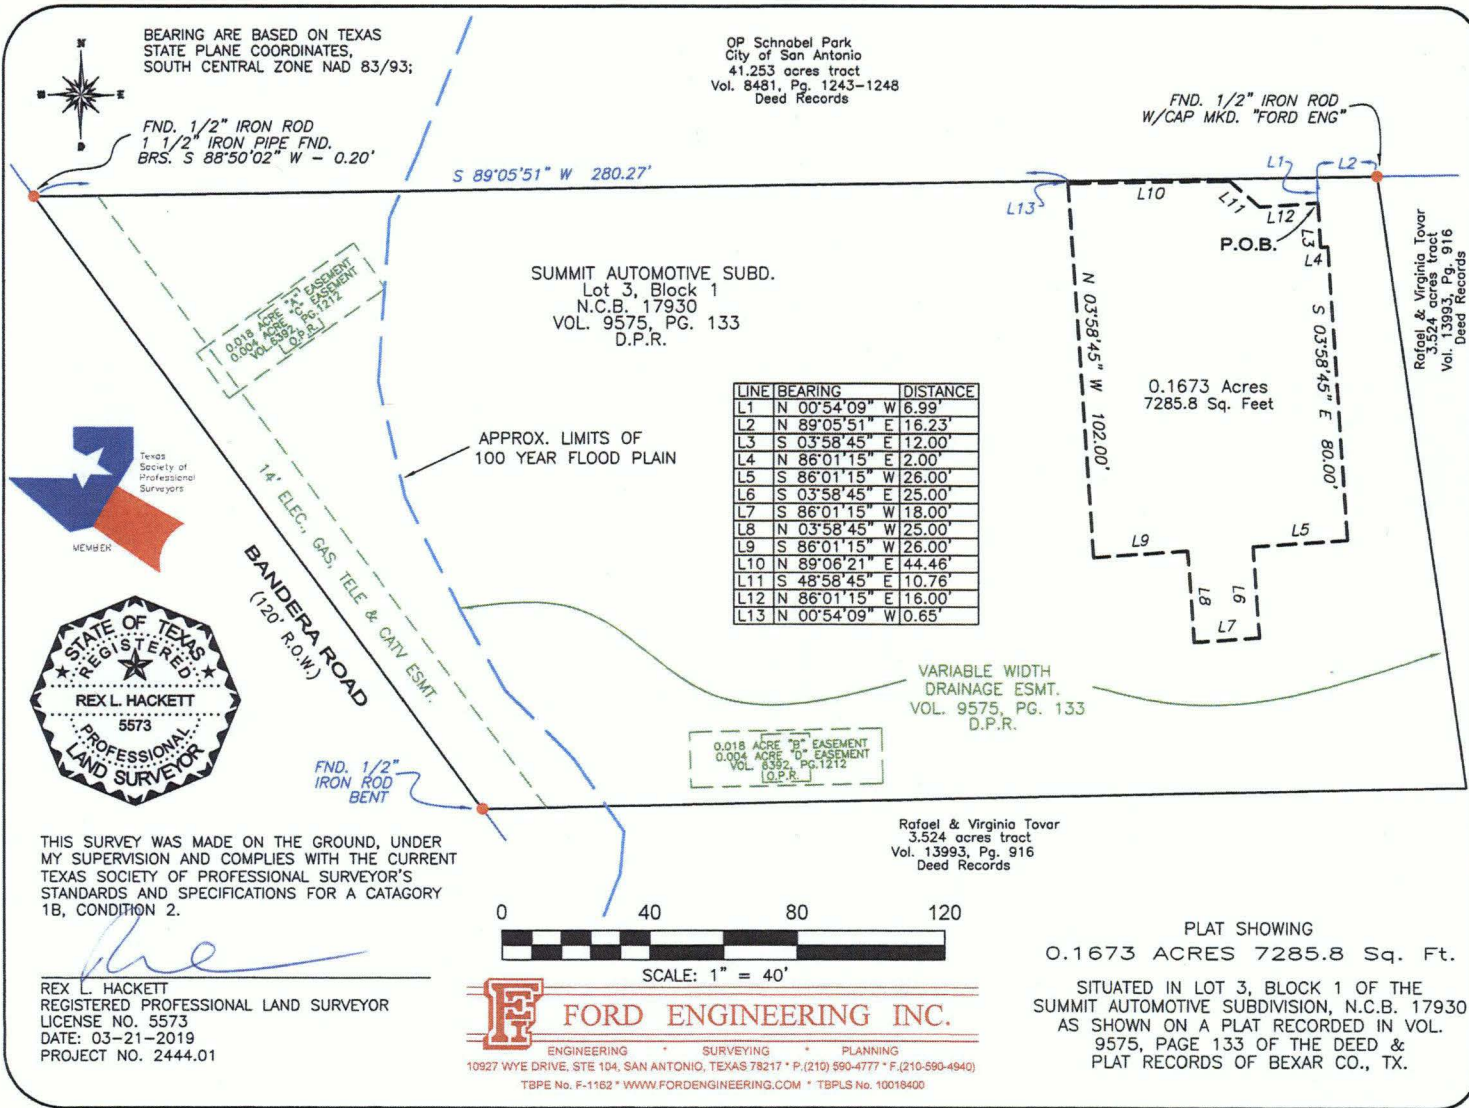 BEARING ARE BASED ON TEXAS
STATE PLANE COORDINATES,
SOUTH CENTRAL ZONE NAD 83/93;
N
E
FND. 1/2" IRON ROD
1 1/2" IRON PIPE FND.
BRS. S 88°50'02" W - 0.20'
OP Schnabel Park
City of San Antonio
41.253 acres tract
Vol. 8481, Pg. 1243-1248
Deed Records
FND. 1/2" IRON ROD
W/CAP MKD. "FORD ENG"
S 89°05'51" W 280.27'
L1
L2
L13
L10
L11
L12
P.O.B.
L3
L4
Rafael & Virginia Tovar
3.524 acres tract
Vol. 13993, Pg. 916
Deed Records
0.018 ACRE "A" EASEMENT
0.004 ACRE "C" EASEMENT
VOL.6392, PG.1212
O.P.R.
SUMMIT AUTOMOTIVE SUBD.
Lot 3, Block 1
N.C.B. 17930
VOL. 9575, PG. 133
D.P.R.
N 03°58'45" W 102.00'
S 03°58'45" E 80.00'
0.1673 Acres
7285.8 Sq. Feet
LINE BEARING DISTANCE
L1 N 00°54'09" W 6.99'
L2 N 89°05'51" E 16.23'
L3 S 03°58'45" E 12.00'
L4 N 86°01'15" E 2.00'
L5 S 86°01'15" W 26.00'
L6 S 03°58'45" E 25.00'
L7 S 86°01'15" W 18.00'
L8 N 03°58'45" W 25.00'
L9 S 86°01'15" W 26.00'
L10 N 89°06'21" E 44.46'
L11 S 48°58'45" E 10.76'
L12 N 86°01'15" E 16.00'
L13 N 00°54'09" W 0.65'
APPROX. LIMITS OF
100 YEAR FLOOD PLAIN
Texas
Society of
Professional
Surveyors
MEMBER
14' ELEC., GAS, TELE & CATV ESMT.
BANDERA ROAD
(120' R.O.W.)
L9
L5
L8
L6
L7
STATE OF TEXAS
REGISTERED
REX L. HACKETT
5573
PROFESSIONAL
LAND SURVEYOR
VARIABLE WIDTH
DRAINAGE ESMT.
VOL. 9575, PG. 133
D.P.R.
0.018 ACRE "B" EASEMENT
0.004 ACRE "D" EASEMENT
VOL. 6392, PG.1212
O.P.R.
FND. 1/2"
IRON ROD
BENT
Rafael & Virginia Tovar
3.524 acres tract
Vol. 13993, Pg. 916
Deed Records
THIS SURVEY WAS MADE ON THE GROUND, UNDER
MY SUPERVISION AND COMPLIES WITH THE CURRENT
TEXAS SOCIETY OF PROFESSIONAL SURVEYOR'S
STANDARDS AND SPECIFICATIONS FOR A CATAGORY
1B, CONDITION 2.
REX L. HACKETT
REGISTERED PROFESSIONAL LAND SURVEYOR
LICENSE NO. 5573
DATE: 03-21-2019
PROJECT NO. 2444.01
0 40 80 120
SCALE: 1" = 40'
FORD ENGINEERING INC.
ENGINEERING * SURVEYING * PLANNING
10927 WYE DRIVE, STE 104, SAN ANTONIO, TEXAS 78217 * P.(210) 590-4777 * F.(210-590-4940)
TBPE No. F-1162 * WWW.FORDENGINEERING.COM * TBPLS No. 10018400
PLAT SHOWING
0.1673 ACRES 7285.8 Sq. Ft.
SITUATED IN LOT 3, BLOCK 1 OF THE
SUMMIT AUTOMOTIVE SUBDIVISION, N.C.B. 17930
AS SHOWN ON A PLAT RECORDED IN VOL.
9575, PAGE 133 OF THE DEED &
PLAT RECORDS OF BEXAR CO., TX.